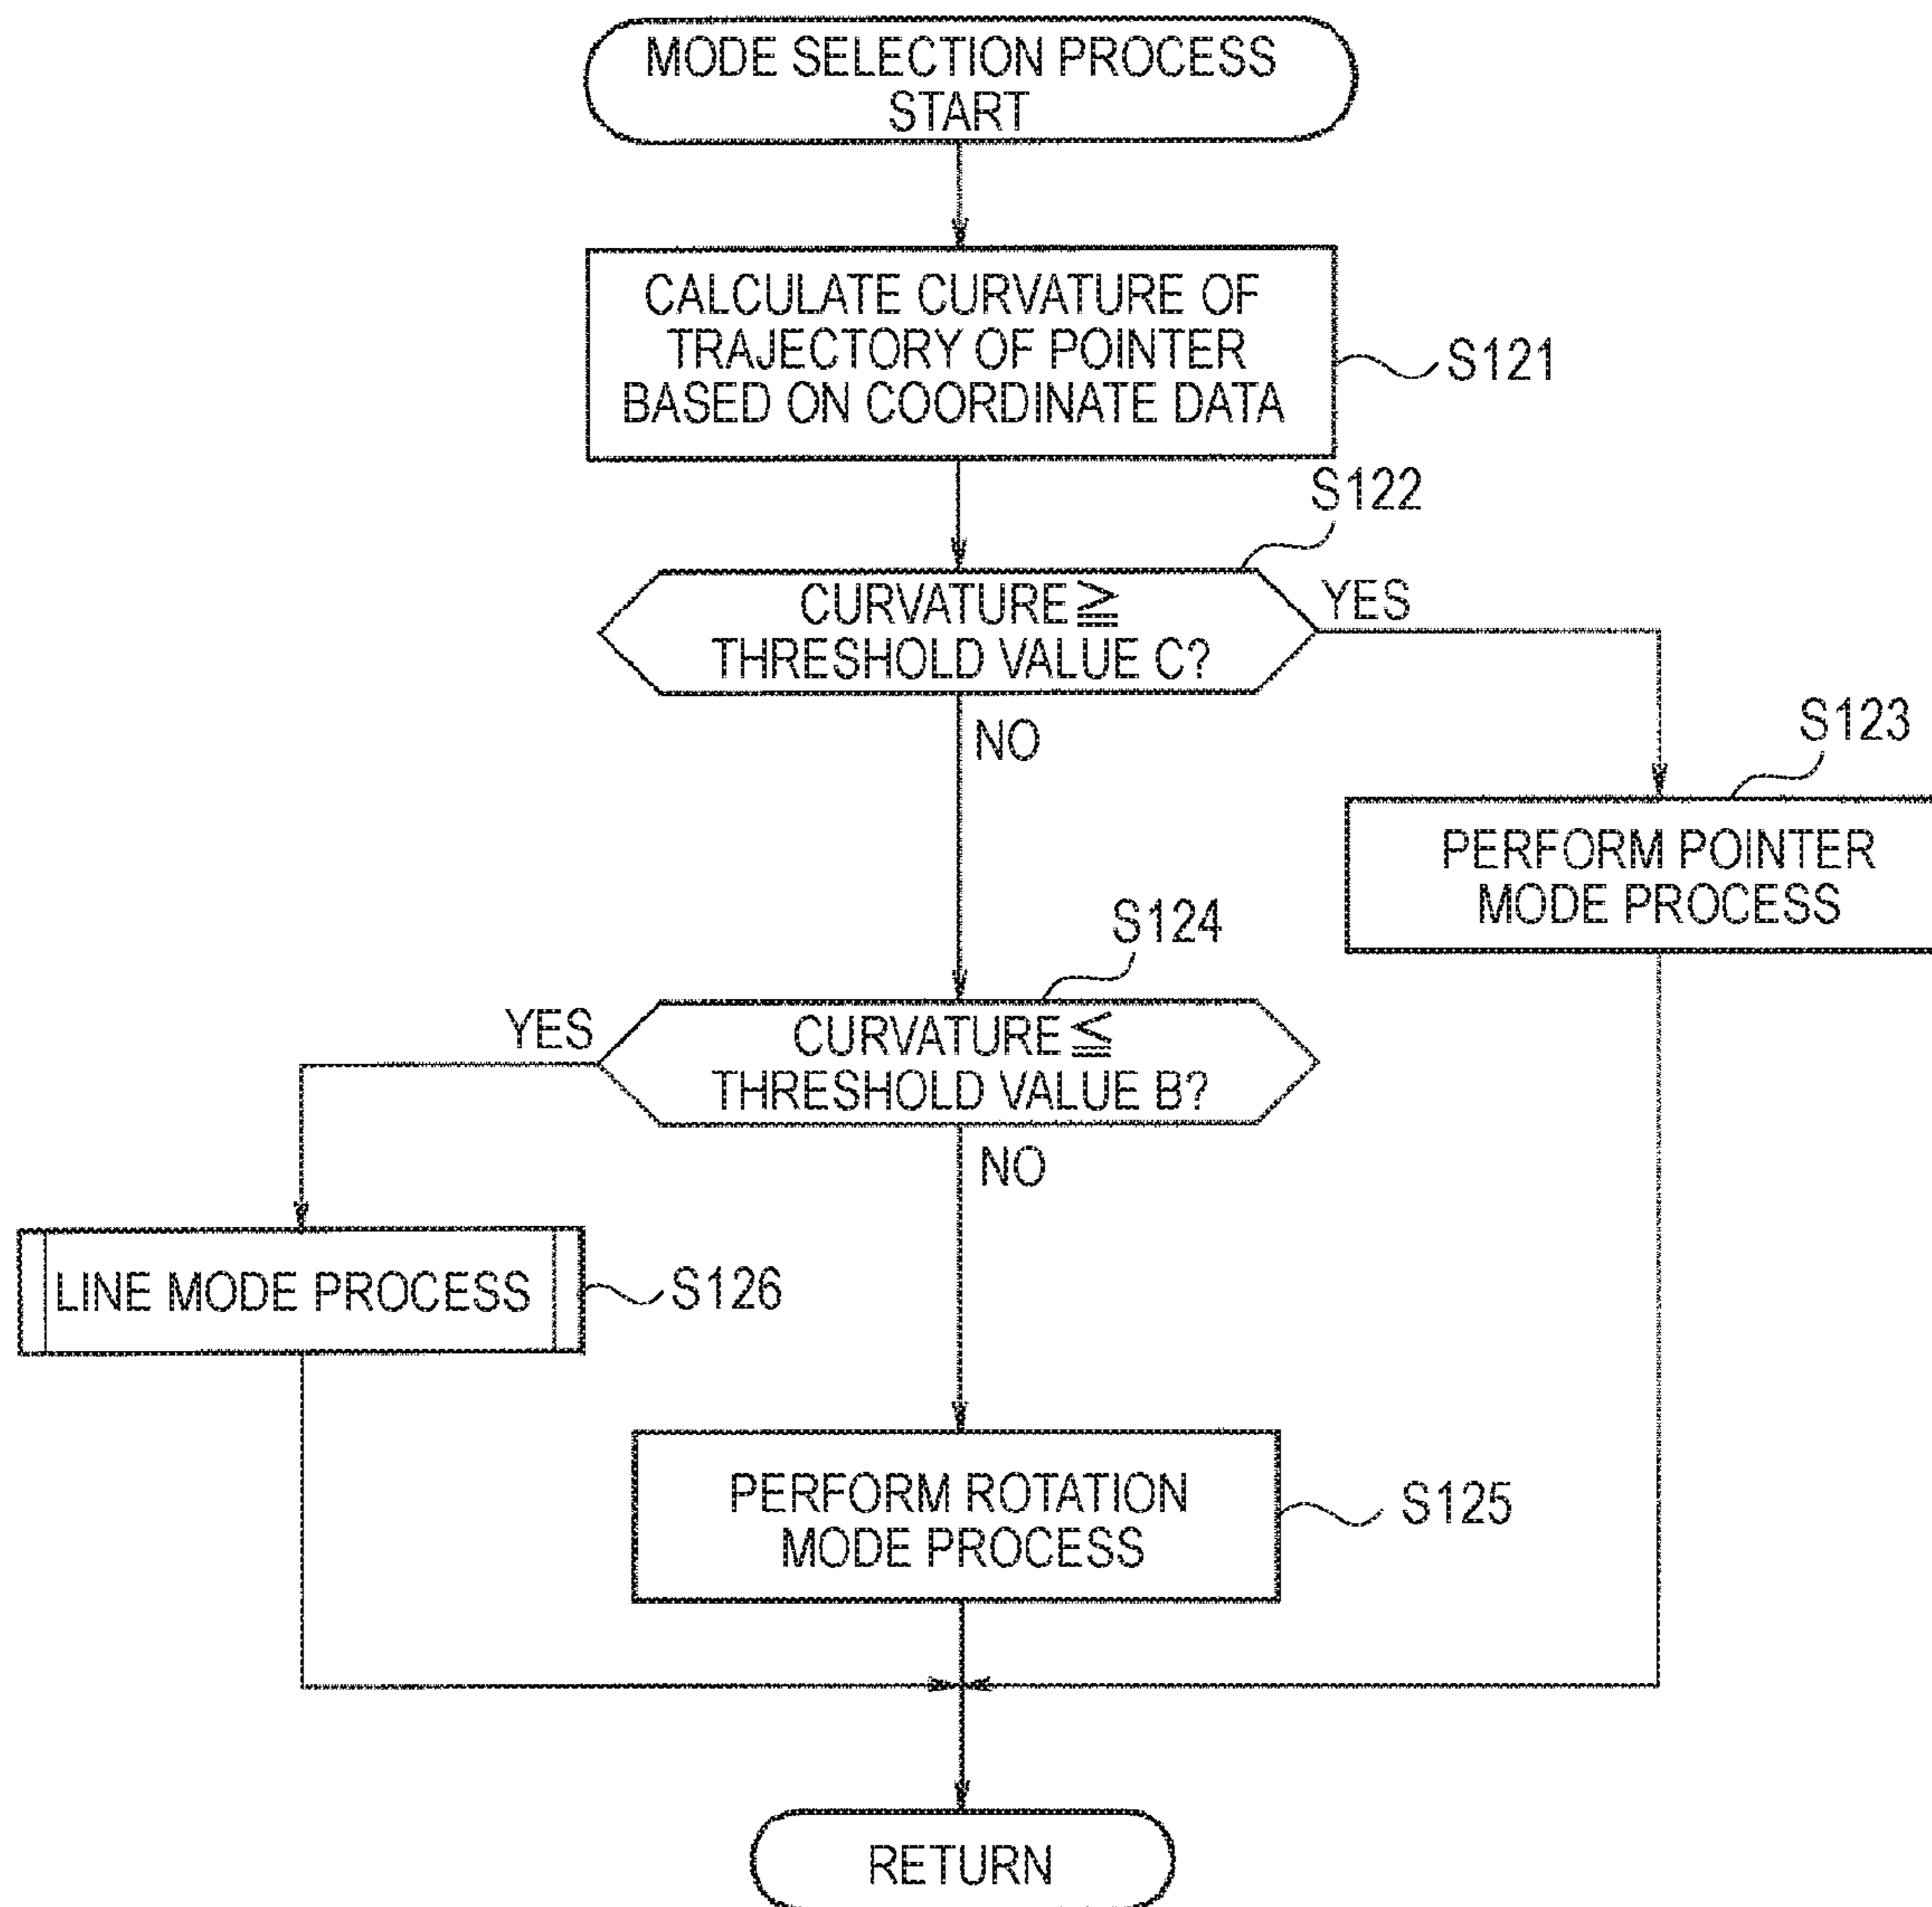 MODE SELECTION PROCESS
START
CALCULATE CURVATURE OF
TRAJECTORY OF POINTER
BASED ON COORDINATE DATA
S121
S122
CURVATURE≧
THRESHOLD VALUE C?
YES
NO
S123
PERFORM POINTER
MODE PROCESS
S124
CURVATURE≦
THRESHOLD VALUE B?
YES
NO
LINE MODE PROCESS
S126
PERFORM ROTATION
MODE PROCESS
S125
RETURN